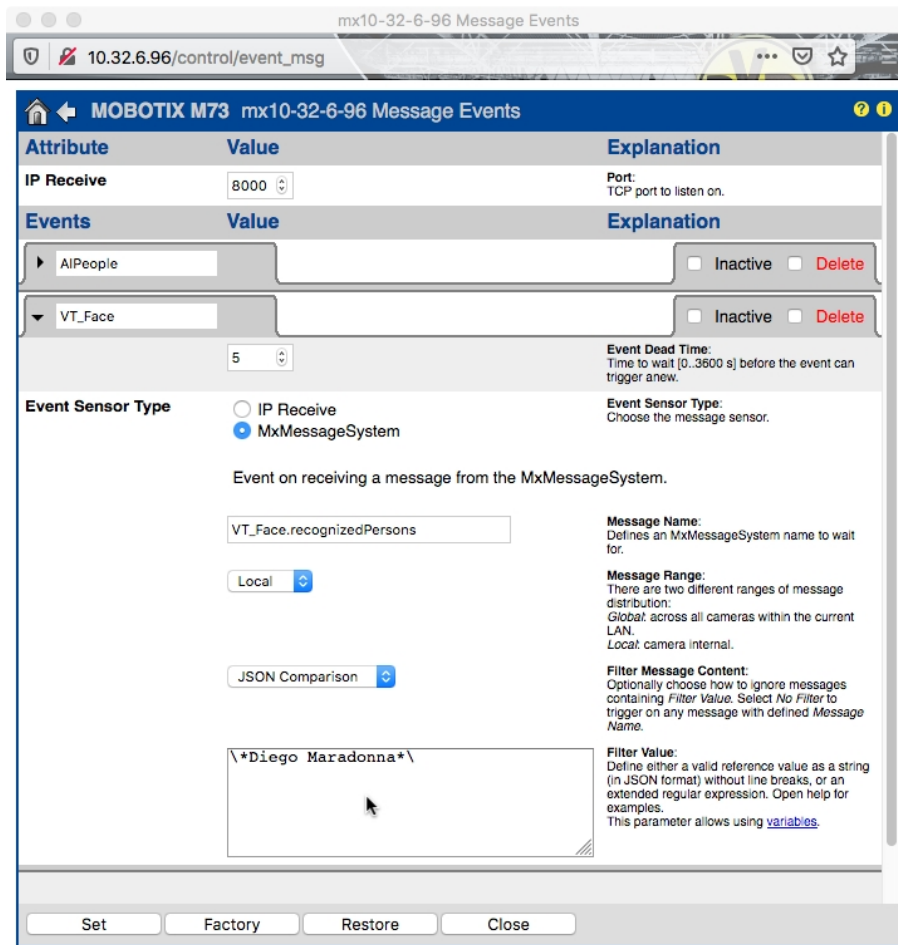 mx10-32-6-96 Message Events
10.32.6.96/control/event_msg
MOBOTIX M73 mx10-32-6-96 Message Events
Attribute Value Explanation
IP Receive 8000 Port:
TCP port to listen on.
Events Value Explanation
AIPeople Inactive Delete
VT_Face Inactive Delete
5 Event Dead Time:
Time to wait [0..3600 s] before the event can
trigger anew.
Event Sensor Type IP Receive Event Sensor Type:
MxMessageSystem Choose the message sensor.
Event on receiving a message from the MxMessageSystem.
VT_Face.recognizedPersons Message Name:
Defines an MxMessageSystem name to wait
for.
Local Message Range:
There are two different ranges of message
distribution:
Global: across all cameras within the current
LAN.
Local: camera internal.
JSON Comparison Filter Message Content:
Optionally choose how to ignore messages
containing Filter Value. Select No Filter to
trigger on any message with defined Message
Name.
\*Diego Maradonna*\ Filter Value:
Define either a valid reference value as a string
(in JSON format) without line breaks, or an
extended regular expression. Open help for
examples.
This parameter allows using variables.
Set Factory Restore Close